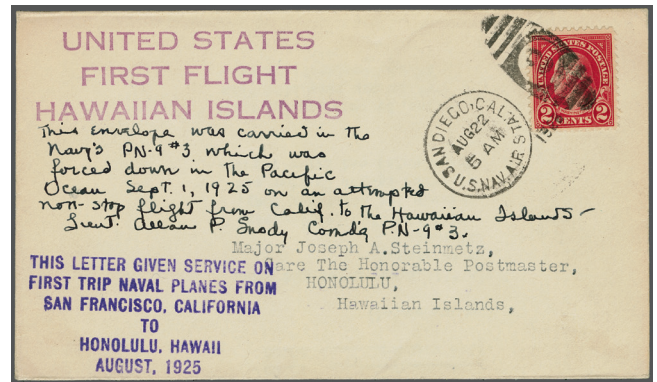 UNITED STATES
FIRST FLIGHT
HAWAIIAN ISLANDS
This envelope was carried in the
Navy's PN-9 #3 which was
forced down in the Pacific
Ocean Sept. 1, 1925 on an attempted
non-stop flight from Calif. to the Hawaiian Islands-
Lieut. Allan P. Snody Comdg PN-9#3.
SAN DIEGO, CAL.
U.S. NAV. AIR STA.
AUG 22
AM
UNITED STATES POSTAGE
2 CENTS 2
Major Joseph A. Steinmetz,
Care The Honorable Postmaster,
HONOLULU,
Hawaiian Islands,
THIS LETTER GIVEN SERVICE ON
FIRST TRIP NAVAL PLANES FROM
SAN FRANCISCO, CALIFORNIA
TO
HONOLULU, HAWAII
AUGUST, 1925